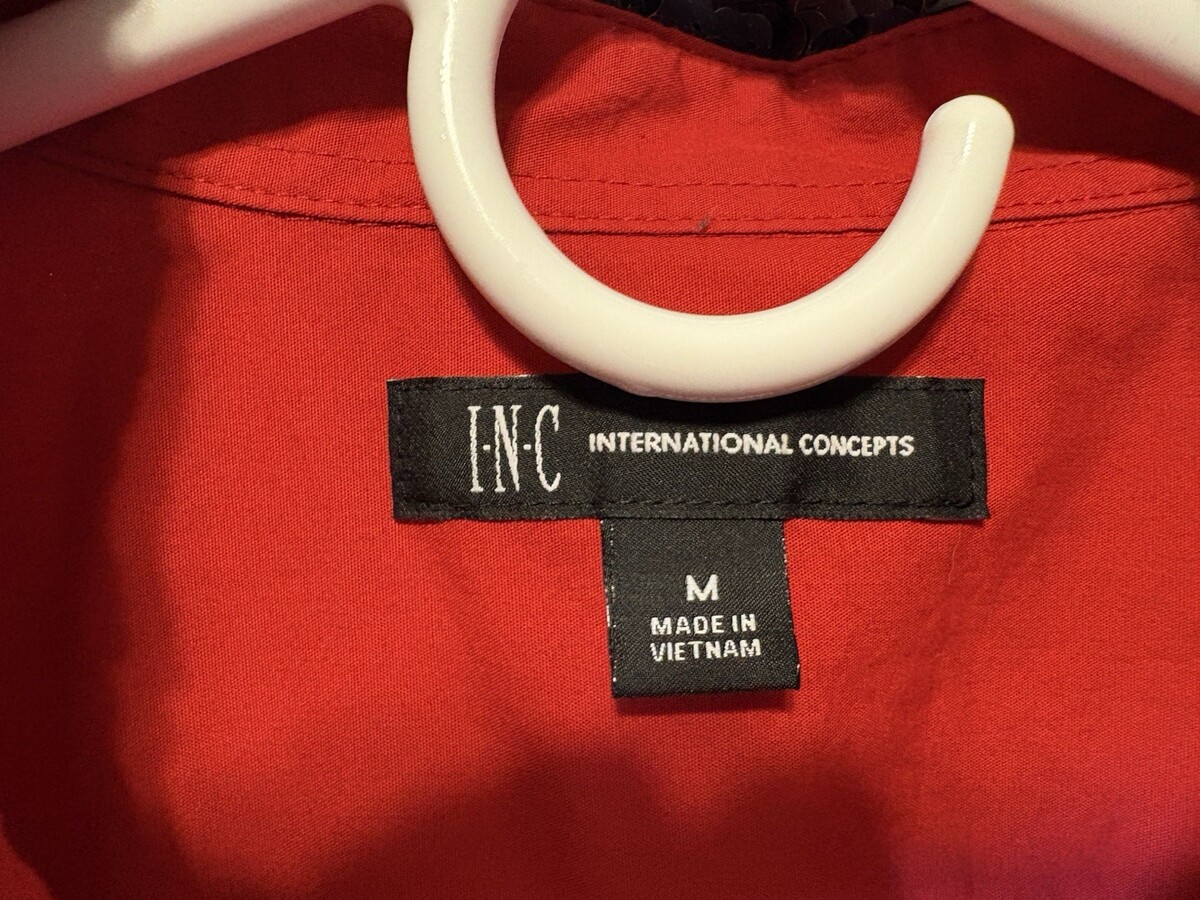 I·N·C INTERNATIONAL CONCEPTS
M
MADE IN
VIETNAM